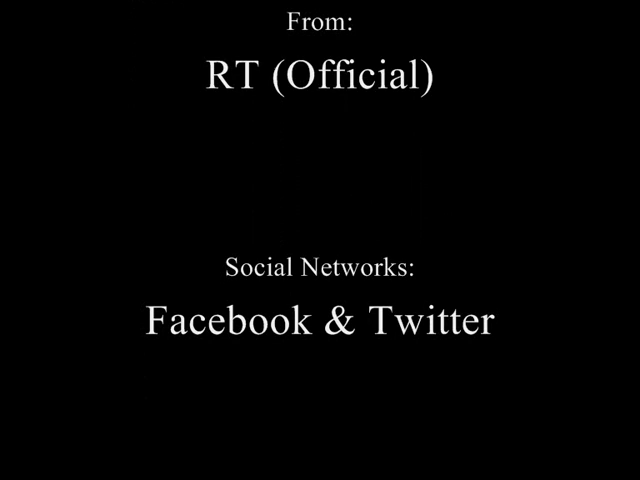 From:
RT (Official)
Social Networks:
Facebook & Twitter